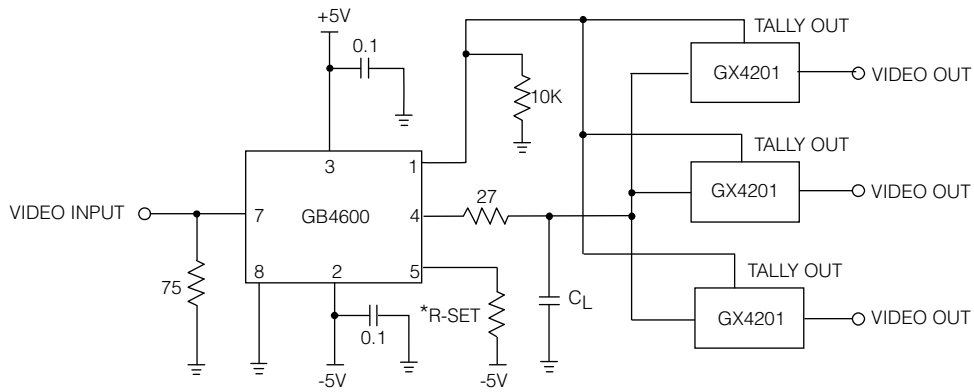 +5V
0.1
TALLY OUT
GX4201
VIDEO OUT
10K
3
1
TALLY OUT
VIDEO INPUT
7
GB4600
4
27
GX4201
VIDEO OUT
75
8
2
5
*R-SET
0.1
-5V
-5V
CL
TALLY OUT
GX4201
VIDEO OUT